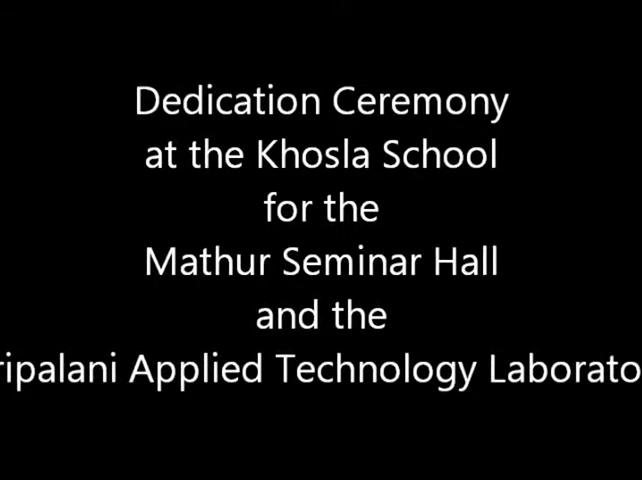 Dedication Ceremony
at the Khosla School
for the
Mathur Seminar Hall
and the
ripalani Applied Technology Laborato